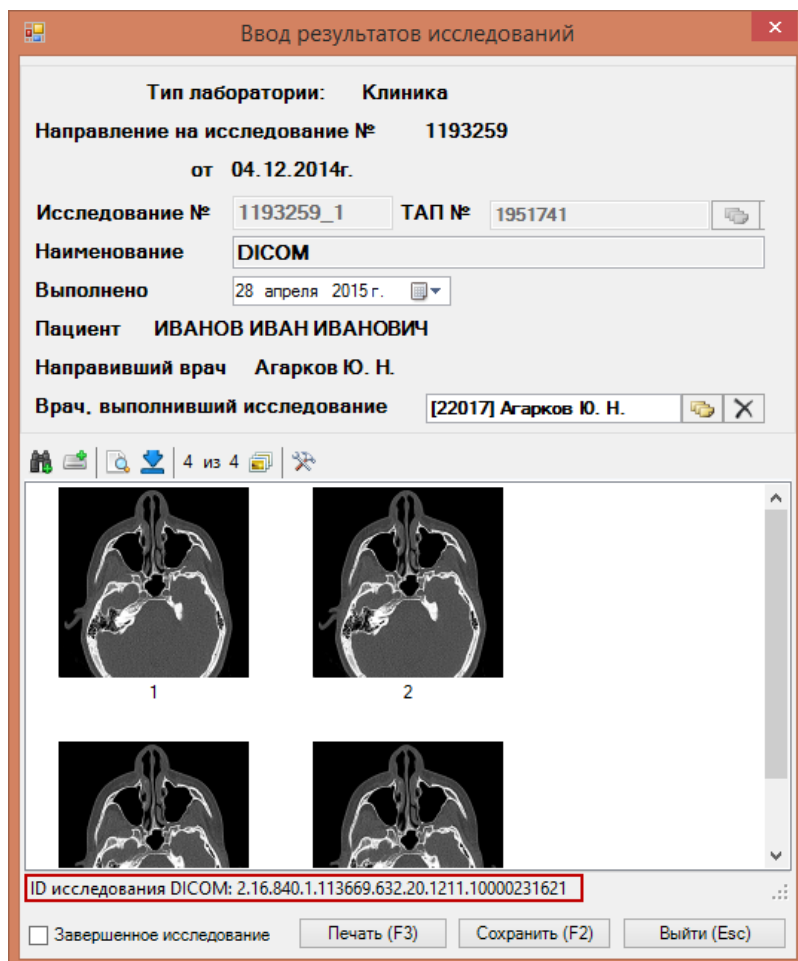 Ввод результатов исследований
Тип лаборатории: Клиника
Направление на исследование № 1193259
от 04.12.2014г.
Исследование № 1193259_1 ТАП № 1951741
Наименование DICOM
Выполнено 28 апреля 2015 г.
Пациент ИВАНОВ ИВАН ИВАНОВИЧ
Направивший врач Агарков Ю. Н.
Врач, выполнивший исследование [22017] Агарков Ю. Н.
4 из 4
1 2
ID исследования DICOM: 2.16.840.1.113669.632.20.1211.10000231621
Завершенное исследование Печать (F3) Сохранить (F2) Выйти (Esc)